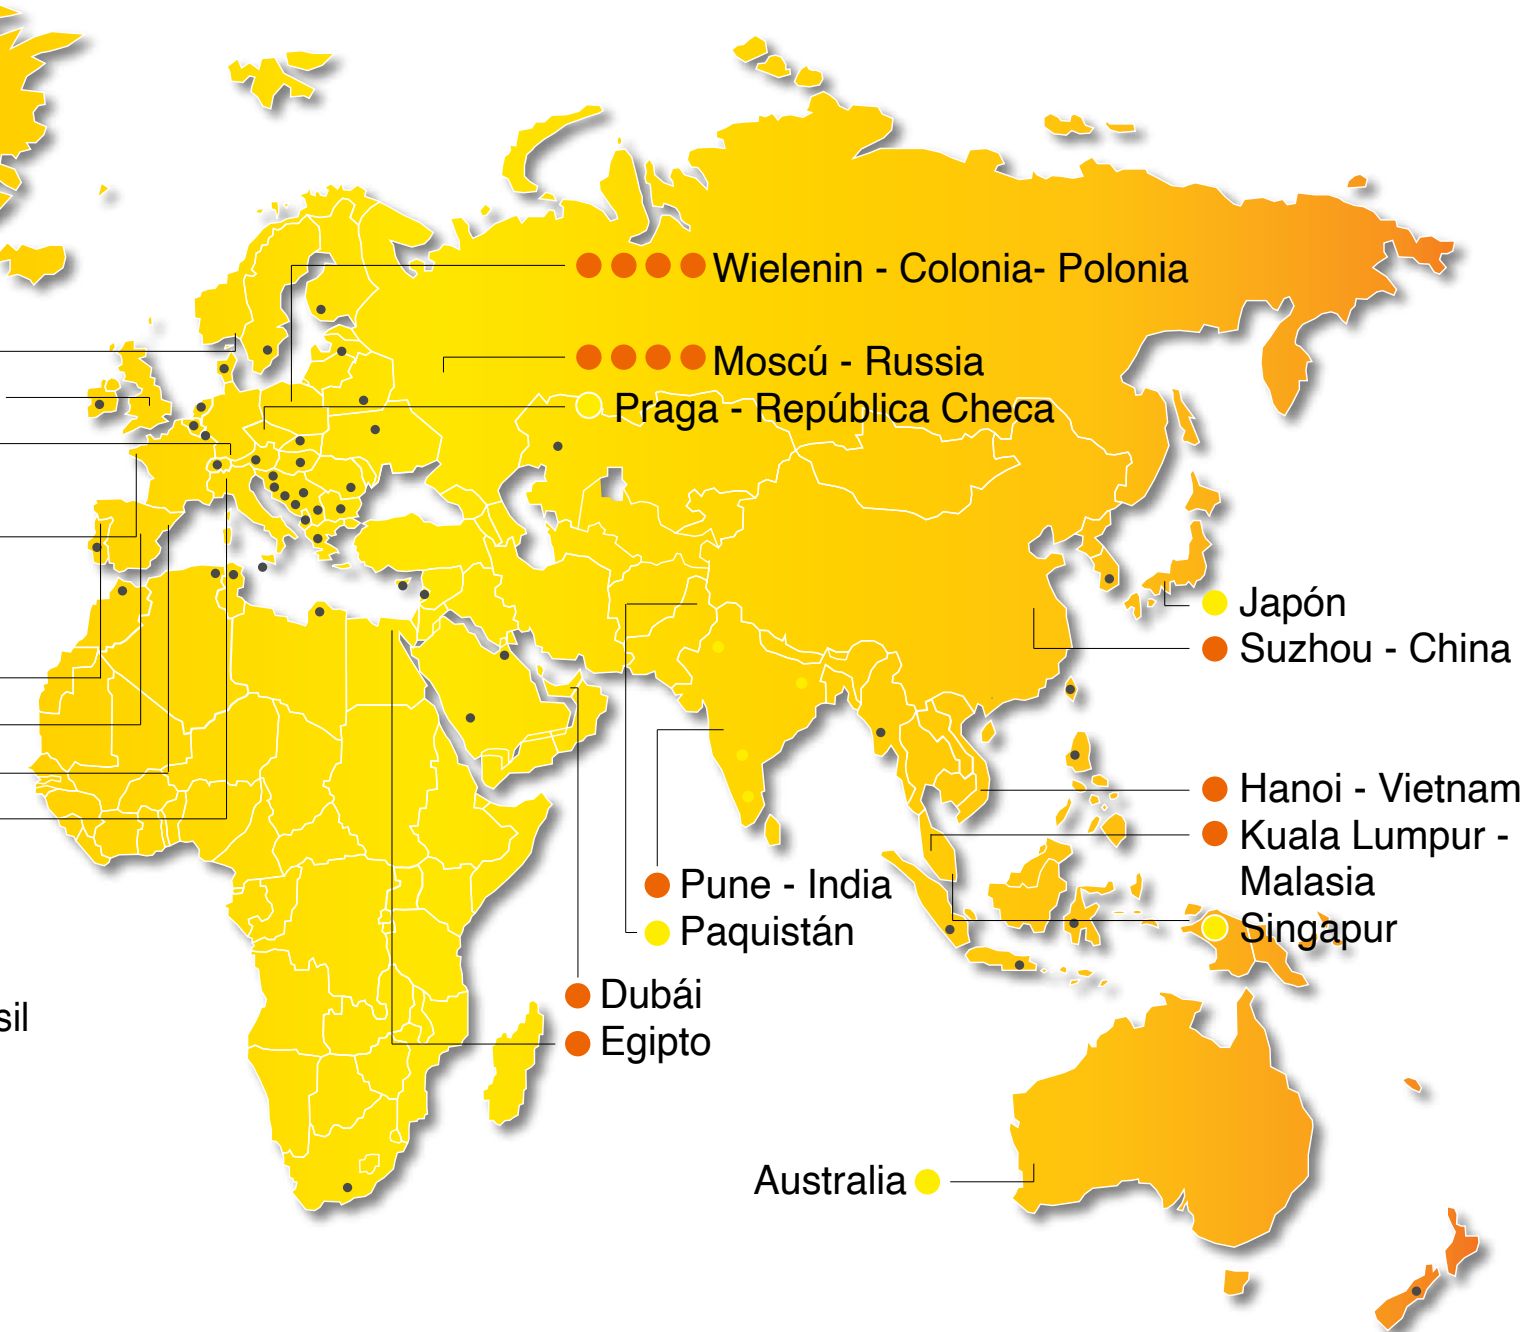 Wielenin - Colonia- Polonia
Moscú - Russia
Praga - República Checa
Japón
Suzhou - China
Hanoi - Vietnam
Kuala Lumpur -
Malasia
Singapur
Pune - India
Paquistán
Dubái
Egipto
sil
Australia